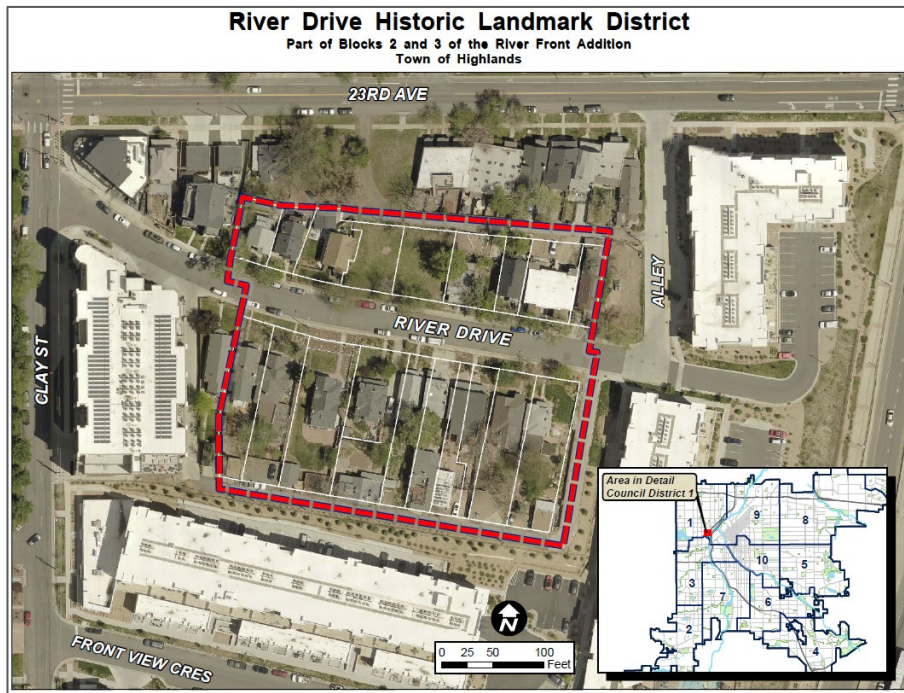 River Drive Historic Landmark District
Part of Blocks 2 and 3 of the River Front Addition
Town of Highlands
23RD AVE
CLAY ST
RIVER DRIVE
ALLEY
FRONT VIEW CRES
N
0 25 50 100
Feet
Area in Detail
Council District 1
1
9
8
10
5
3
7
6
2
4